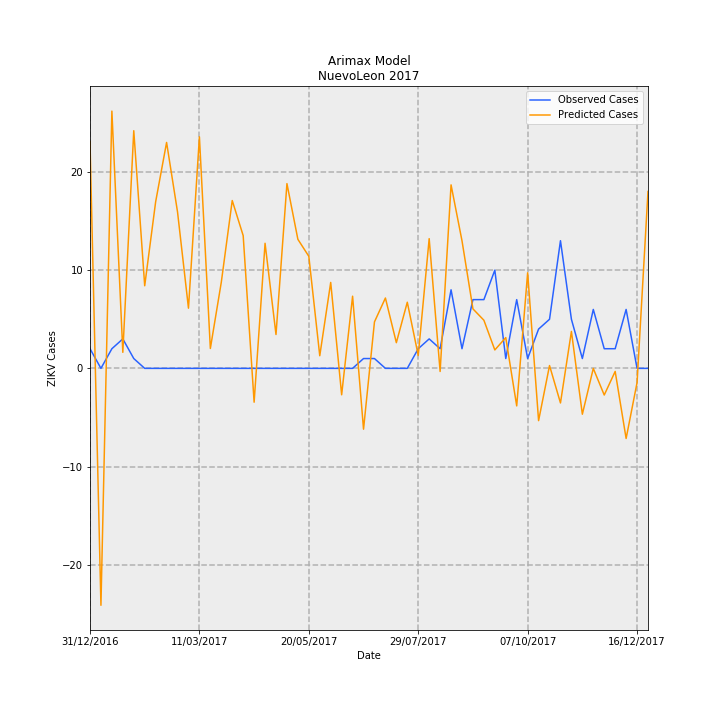 Arimax Model
NuevoLeon 2017
Observed Cases
Predicted Cases
ZIKV Cases
20
10
0
−10
−20
31/12/2016
11/03/2017
20/05/2017
29/07/2017
07/10/2017
16/12/2017
Date